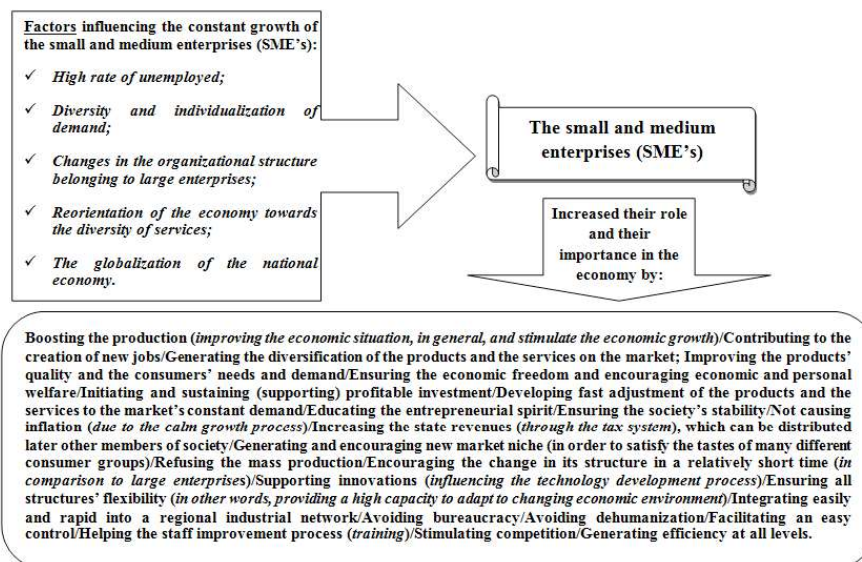 Factors influencing the constant growth of
the small and medium enterprises (SME's):
✓ High rate of unemployed;
✓ Diversity and individualization of
demand;
✓ Changes in the organizational structure
belonging to large enterprises;
✓ Reorientation of the economy towards
the diversity of services;
✓ The globalization of the national
economy.
The small and medium
enterprises (SME's)
Increased their role
and their
importance in the
economy by:
Boosting the production (improving the economic situation, in general, and stimulate the economic growth)/Contributing to the
creation of new jobs/Generating the diversification of the products and the services on the market; Improving the products'
quality and the consumers' needs and demand/Ensuring the economic freedom and encouraging economic and personal
welfare/Initiating and sustaining (supporting) profitable investment/Developing fast adjustment of the products and the
services to the market's constant demand/Educating the entrepreneurial spirit/Ensuring the society's stability/Not causing
inflation (due to the calm growth process)/Increasing the state revenues (through the tax system), which can be distributed
later other members of society/Generating and encouraging new market niche (in order to satisfy the tastes of many different
consumer groups)/Refusing the mass production/Encouraging the change in its structure in a relatively short time (in
comparison to large enterprises)/Supporting innovations (influencing the technology development process)/Ensuring all
structures' flexibility (in other words, providing a high capacity to adapt to changing economic environment)/Integrating easily
and rapid into a regional industrial network/Avoiding bureaucracy/Avoiding dehumanization/Facilitating an easy
control/Helping the staff improvement process (training)/Stimulating competition/Generating efficiency at all levels.